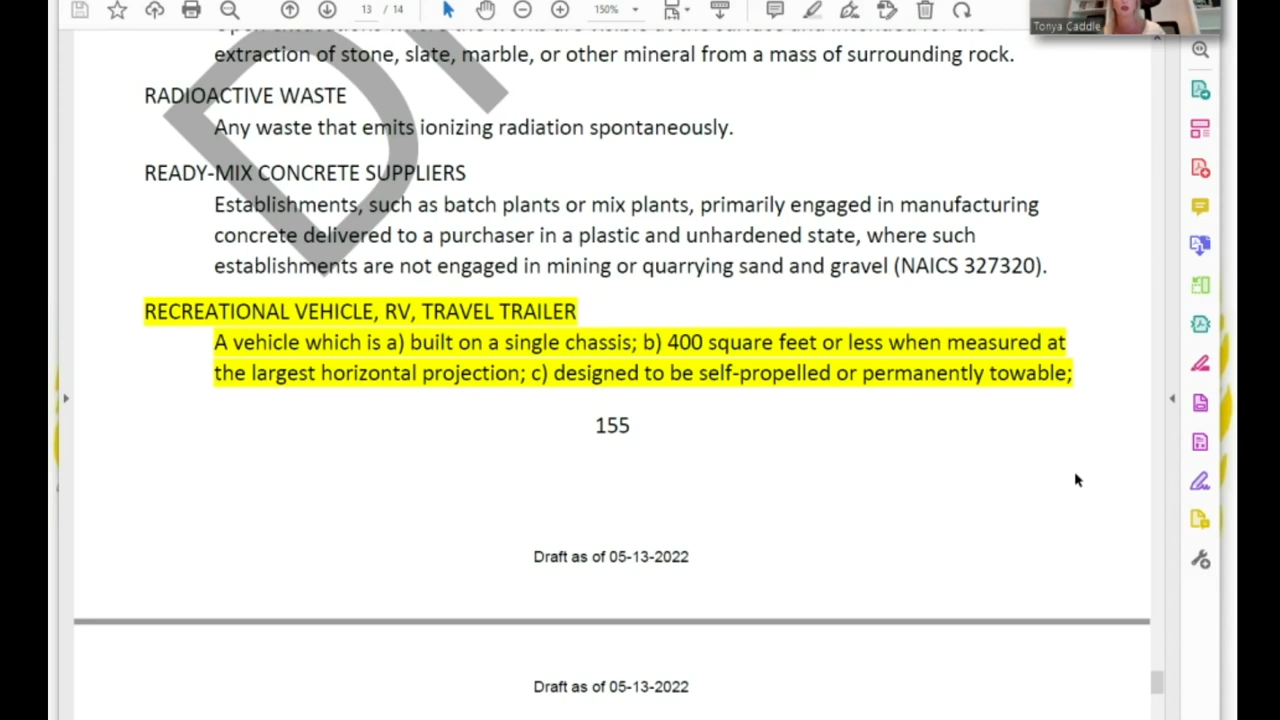 13 / 14
150%
Tonya Caddle
extraction of stone, slate, marble, or other mineral from a mass of surrounding rock.
RADIOACTIVE WASTE
Any waste that emits ionizing radiation spontaneously.
READY-MIX CONCRETE SUPPLIERS
Establishments, such as batch plants or mix plants, primarily engaged in manufacturing
concrete delivered to a purchaser in a plastic and unhardened state, where such
establishments are not engaged in mining or quarrying sand and gravel (NAICS 327320).
RECREATIONAL VEHICLE, RV, TRAVEL TRAILER
A vehicle which is a) built on a single chassis; b) 400 square feet or less when measured at
the largest horizontal projection; c) designed to be self-propelled or permanently towable;
155
Draft as of 05-13-2022
Draft as of 05-13-2022